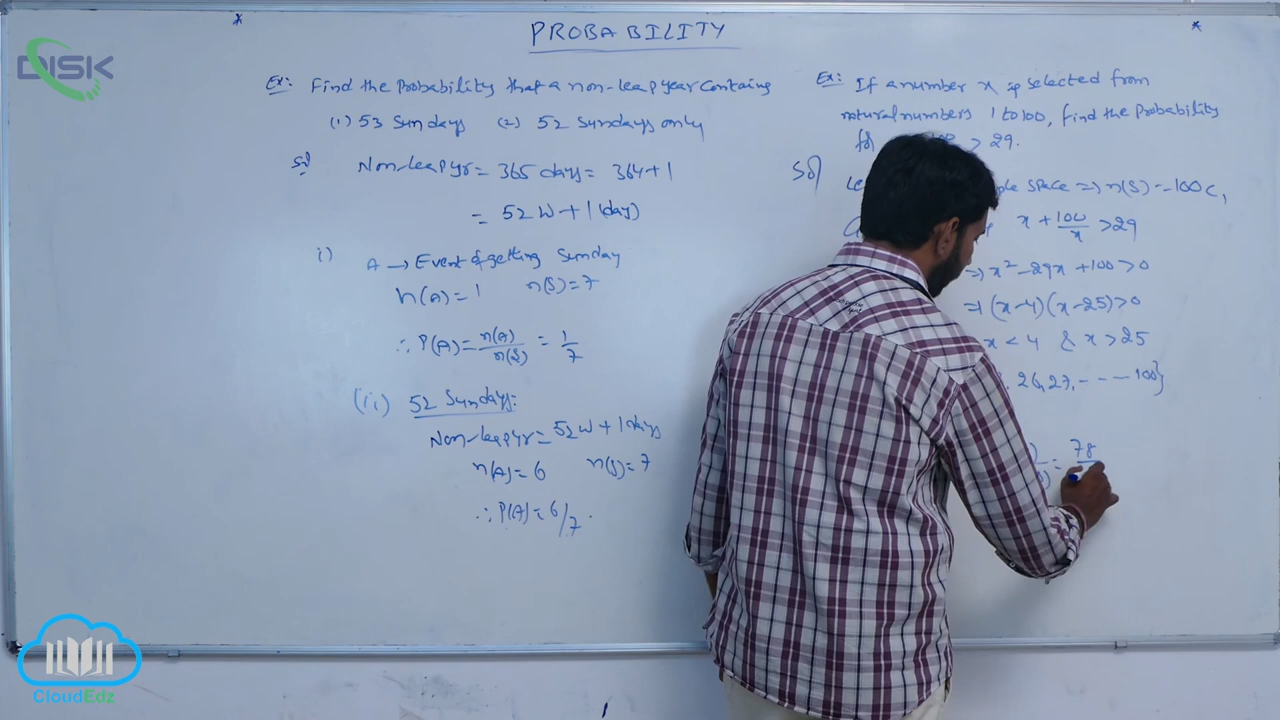 PROBABILITY
DISK
Ex: Find the Probability that a non-leap year contains
(1) 53 Sundays (2) 52 Sundays only
Sol
Non-leap yr = 365 days = 364+1
= 52 W + 1 (day)
i) A → Event of getting Sunday
n(A) = 1 n(S) = 7
∴ P(A) = n(A)/n(S) = 1/7
(ii) 52 Sundays:
Non-leap yr = 52 W + 1 days
n(A) = 6 n(S) = 7
∴ P(A) = 6/7.
Ex: If a number x is selected from
natural numbers 1 to 100, find the Probability
for > 29.
Sol
Space => n(S) = 100C1
x + 100/x > 29
=> x² - 29x + 100 > 0
=> (x-4)(x-25) > 0
x < 4 & x > 25
26, 27, - - - - 100}
= 78
CloudEdz